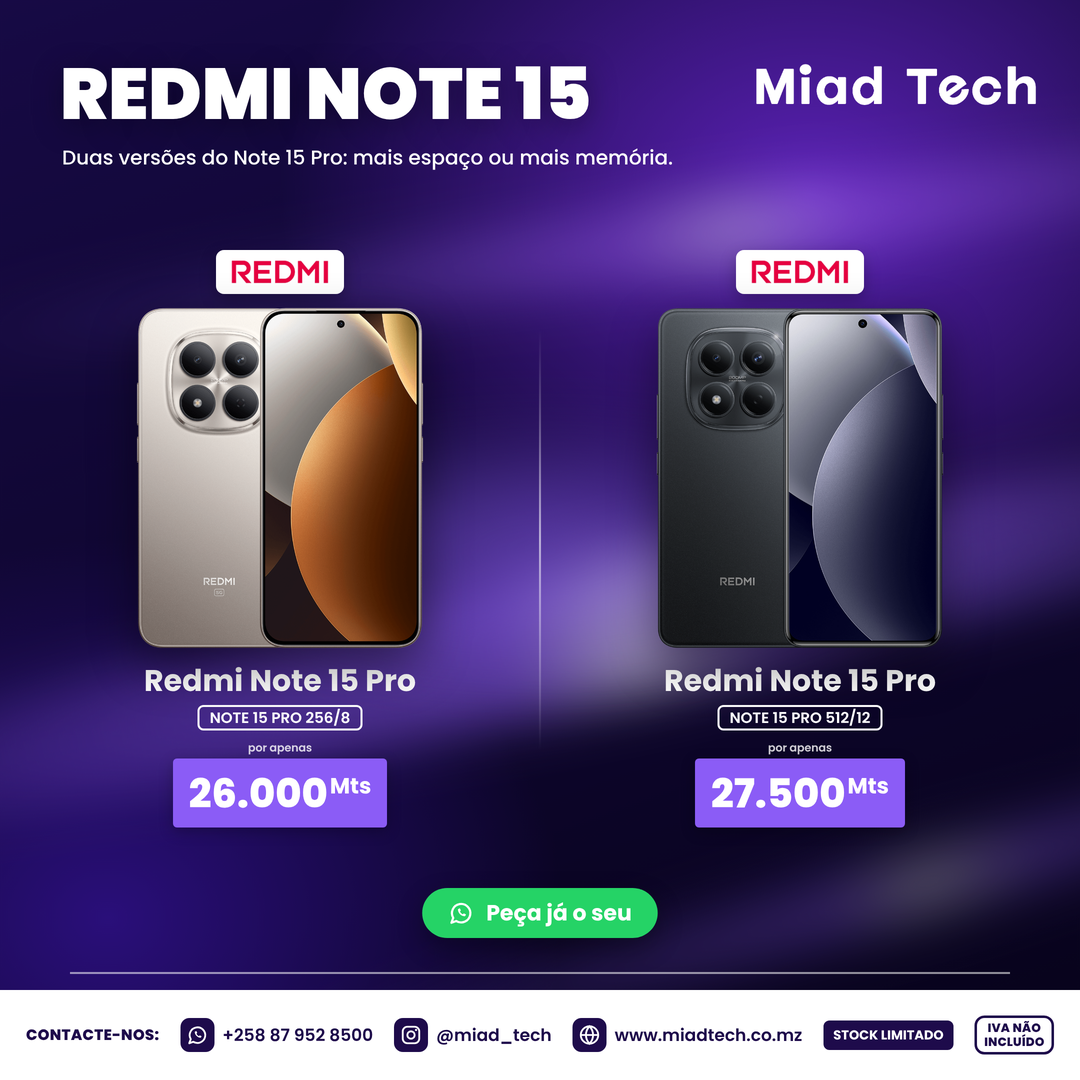 REDMI NOTE 15
Miad Tech
Duas versões do Note 15 Pro: mais espaço ou mais memória.
REDMI
REDMI
REDMI
5G
REDMI
Redmi Note 15 Pro
NOTE 15 PRO 256/8
por apenas
26.000Mts
Redmi Note 15 Pro
NOTE 15 PRO 512/12
por apenas
27.500Mts
Peça já o seu
CONTACTE-NOS:
+258 87 952 8500
@miad_tech
www.miadtech.co.mz
STOCK LIMITADO
IVA NÃO
INCLUÍDO